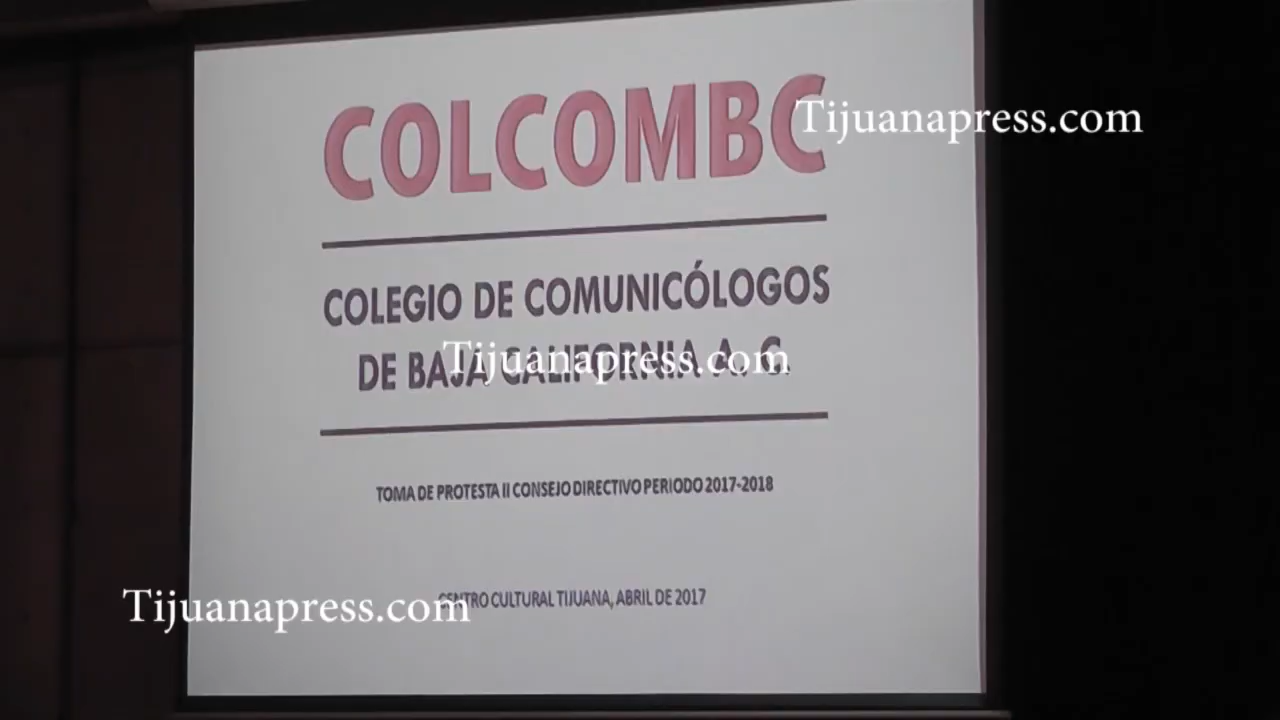 COLCOMBC
Tijuanapress.com
COLEGIO DE COMUNICÓLOGOS
DE BAJA CALIFORNIA A. C.
Tijuanapress.com
TOMA DE PROTESTA II CONSEJO DIRECTIVO PERIODO 2017-2018
CENTRO CULTURAL TIJUANA, ABRIL DE 2017
Tijuanapress.com